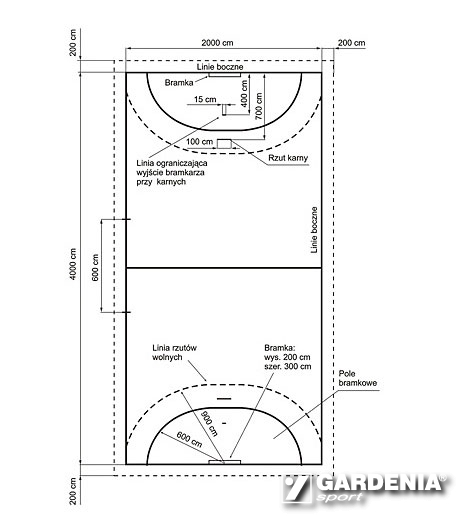 2000 cm
200 cm
200 cm
Linie boczne
Bramka
15 cm
400 cm
700 cm
100 cm
Rzut karny
Linia ograniczająca
wyjście bramkarza
przy karnych
Linie boczne
4000 cm
600 cm
Linia rzutów
wolnych
Bramka:
wys. 200 cm
szer. 300 cm
Pole
bramkowe
900 cm
600 cm
200 cm
7 GARDENIA®
sport